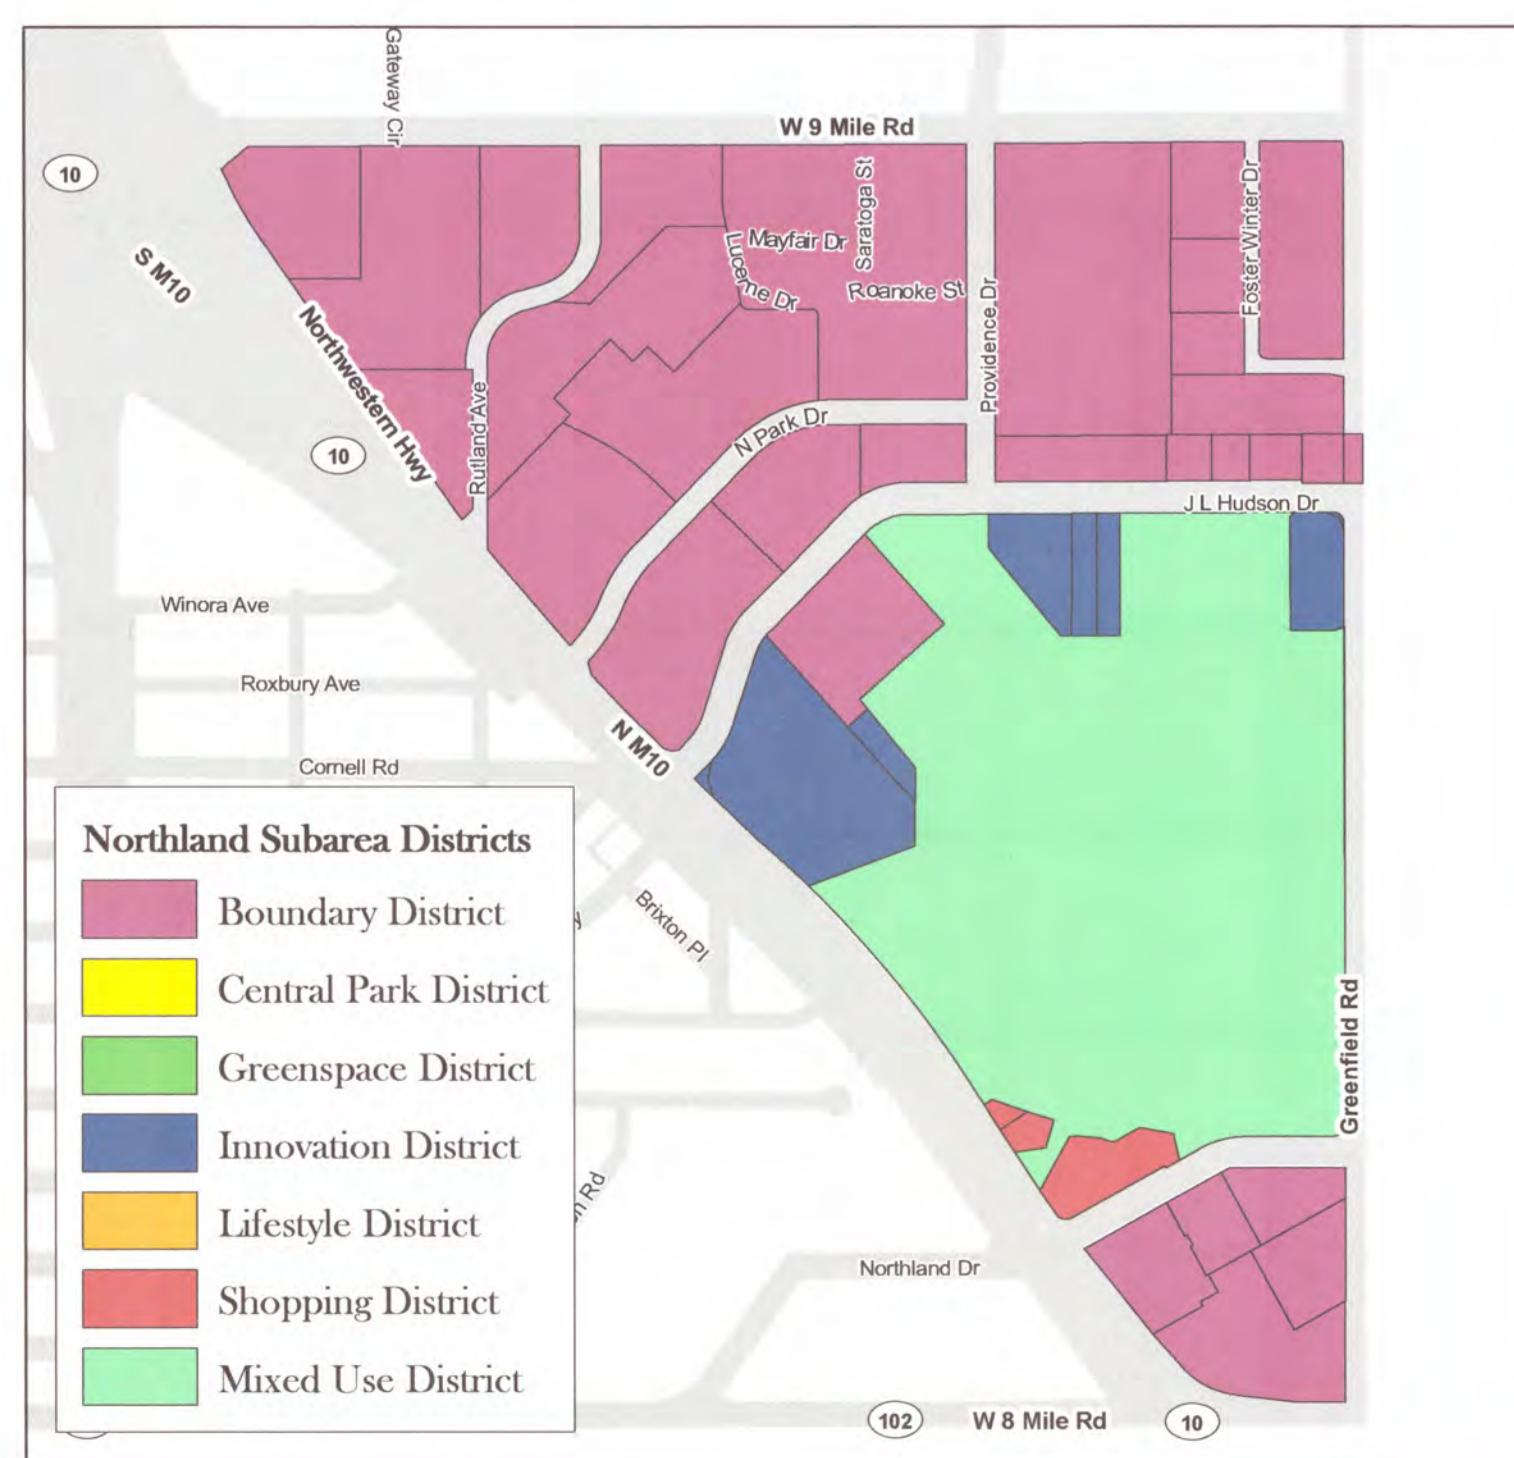 Gateway Cir
W 9 Mile Rd
10
S M10
Saratoga St
Mayfair Dr
Lucerne Dr
Roanoke St
Foster Winter Dr
Providence Dr
Northwestern Hwy
Rutland Ave
N Park Dr
10
J L Hudson Dr
Winora Ave
Roxbury Ave
N M10
Cornell Rd
Northland Subarea Districts
Boundary District
Central Park District
Greenspace District
Innovation District
Lifestyle District
Shopping District
Mixed Use District
Brixton Pl
Greenfield Rd
Rd
Northland Dr
102
W 8 Mile Rd
10